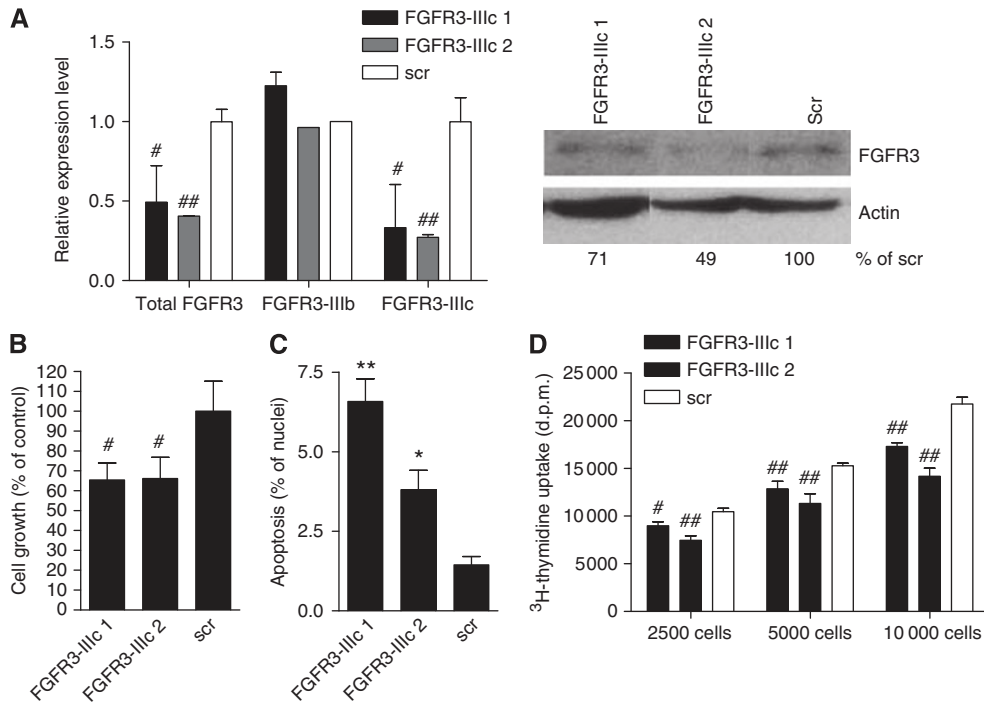 A
FGFR3-IIIc 1
FGFR3-IIIc 2
scr
Relative expression level
1.5
1.0
0.5
0.0
#
##
#
##
Total FGFR3
FGFR3-IIIb
FGFR3-IIIc
FGFR3-IIIc 1
FGFR3-IIIc 2
Scr
FGFR3
Actin
71
49
100
% of scr
B
Cell growth (% of control)
120
110
100
90
80
70
60
50
40
30
20
10
0
#
#
FGFR3-IIIc 1
FGFR3-IIIc 2
scr
C
Apoptosis (% of nuclei)
7.5
5.0
2.5
0.0
**
*
FGFR3-IIIc 1
FGFR3-IIIc 2
scr
D
FGFR3-IIIc 1
FGFR3-IIIc 2
scr
³H-thymidine uptake (d.p.m.)
25 000
20 000
15 000
10 000
5000
0
#
##
##
##
##
##
2500 cells
5000 cells
10 000 cells